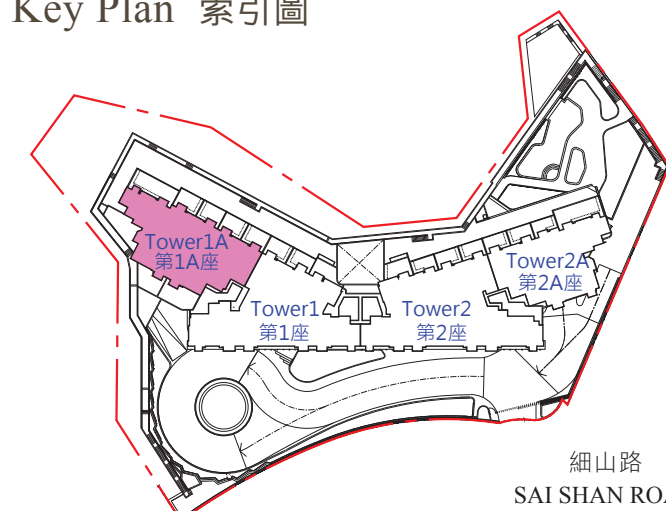 Key Plan 索引圖
Tower1A
第1A座
Tower2A
第2A座
Tower1
第1座
Tower2
第2座
細山路
SAI SHAN ROA